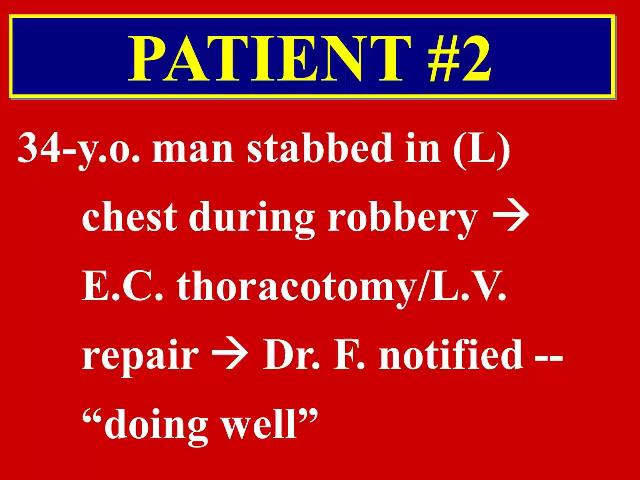 PATIENT #2
34-y.o. man stabbed in (L)
chest during robbery →
E.C. thoracotomy/L.V.
repair → Dr. F. notified --
“doing well”